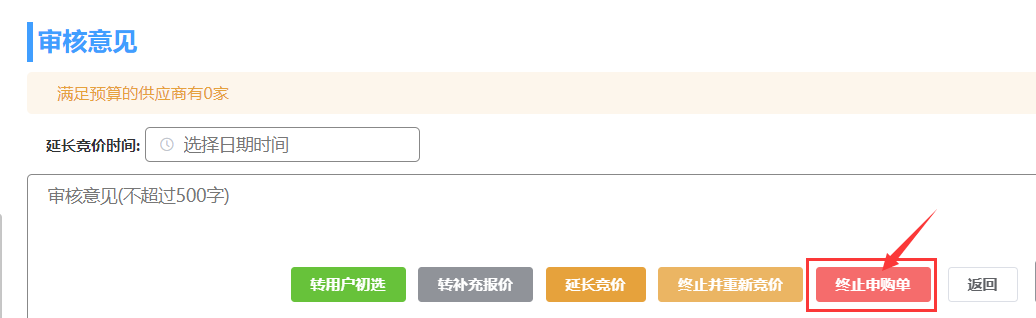 审核意见
满足预算的供应商有0家
延长竞价时间: 选择日期时间
审核意见(不超过500字)
转用户初选 转补充报价 延长竞价 终止并重新竞价 终止申购单 返回